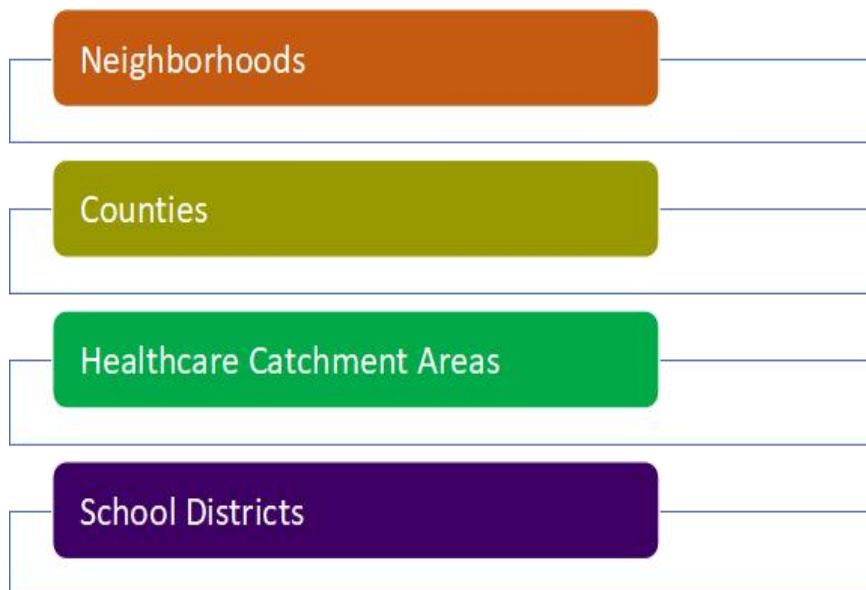 Neighborhoods
Counties
Healthcare Catchment Areas
School Districts